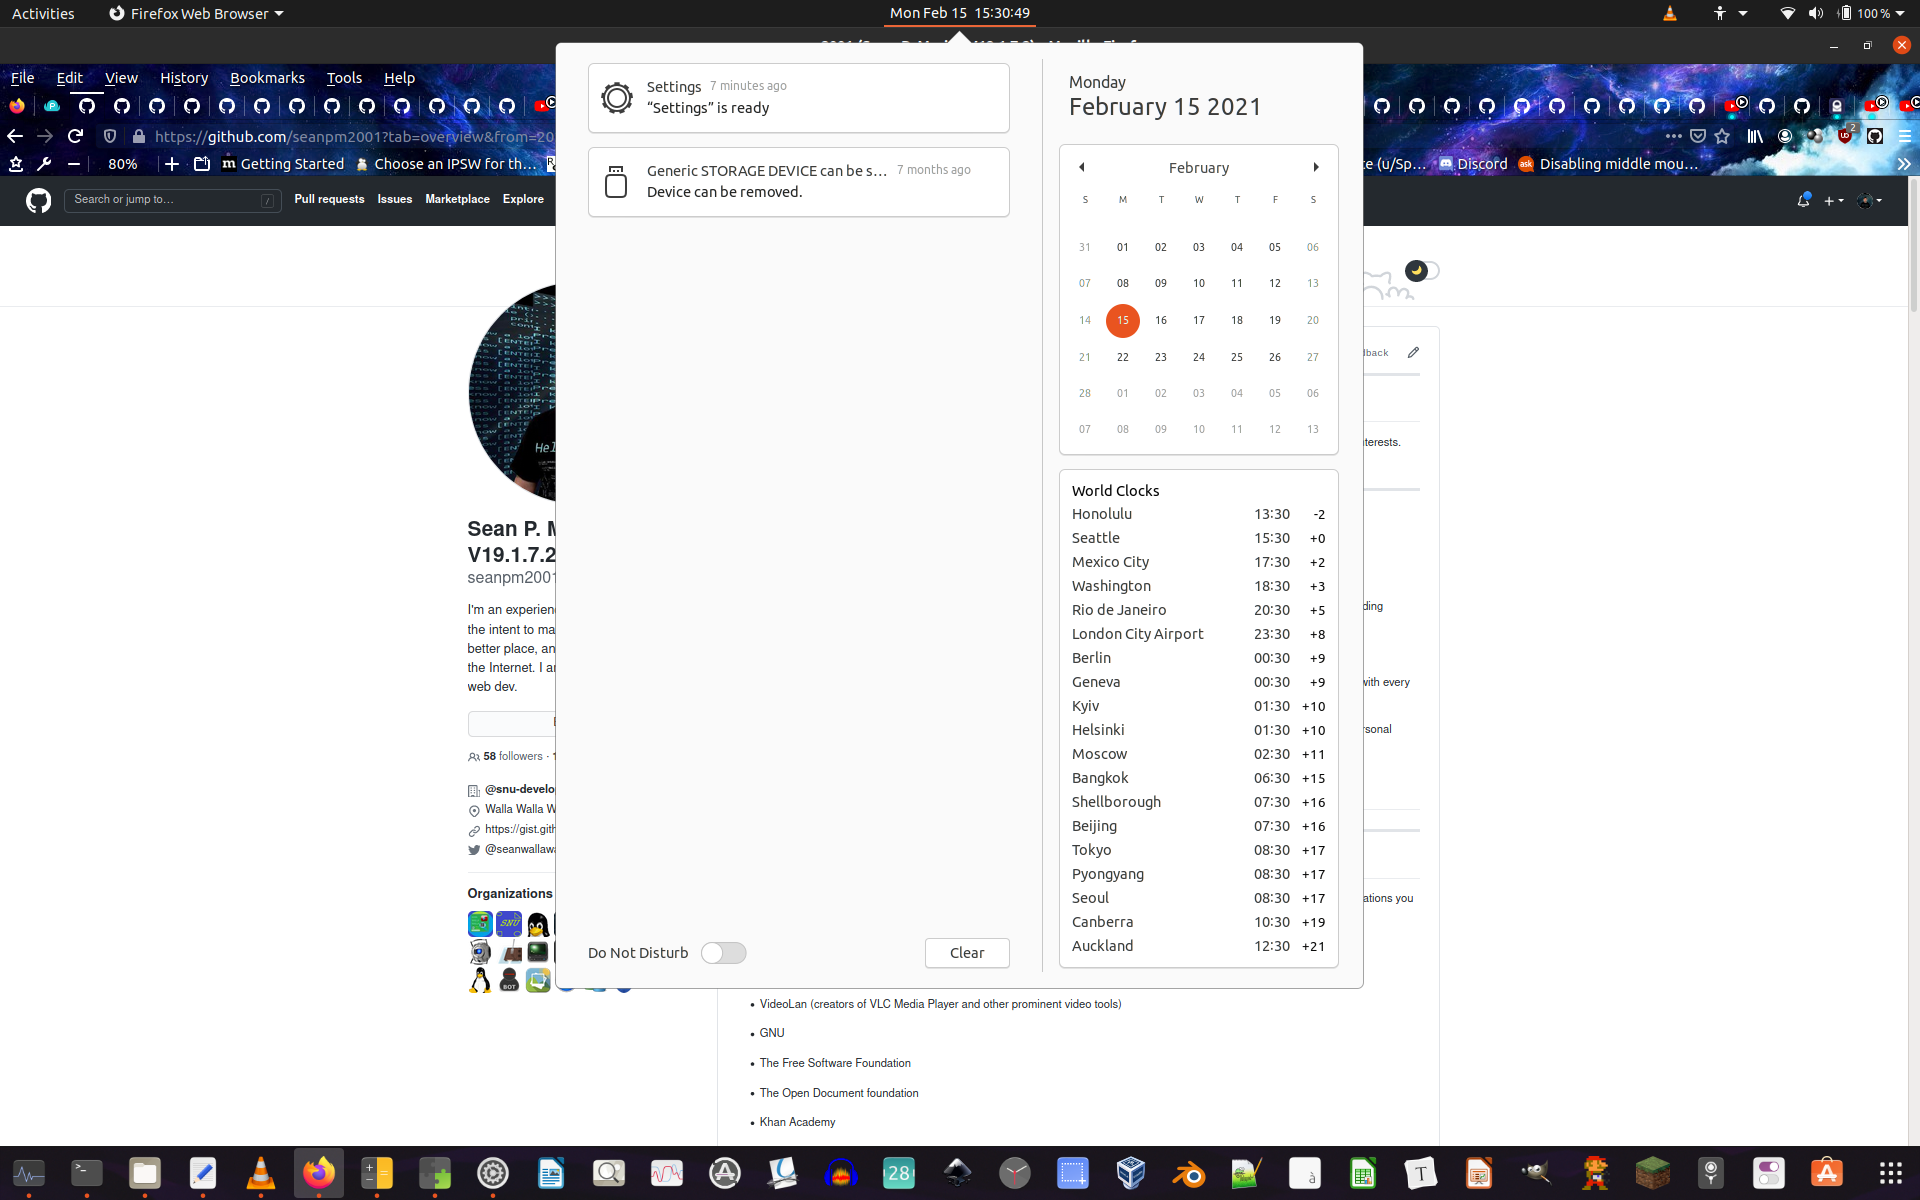 Activities
Firefox Web Browser
Mon Feb 15 15:30:49
100 %
File Edit View History Bookmarks Tools Help
https://github.com/seanpm2001?tab=overview&from=20
80%
Getting Started
Choose an IPSW for th…
(u/Sp…
Discord
Disabling middle mou…
Search or jump to…
/
Pull requests Issues Marketplace Explore
Settings 7 minutes ago
“Settings” is ready
Generic STORAGE DEVICE can be s… 7 months ago
Device can be removed.
Do Not Disturb
Clear
Monday
February 15 2021
February
S M T W T F S
31 01 02 03 04 05 06
07 08 09 10 11 12 13
14 15 16 17 18 19 20
21 22 23 24 25 26 27
28 01 02 03 04 05 06
07 08 09 10 11 12 13
World Clocks
Honolulu 13:30 -2
Seattle 15:30 +0
Mexico City 17:30 +2
Washington 18:30 +3
Rio de Janeiro 20:30 +5
London City Airport 23:30 +8
Berlin 00:30 +9
Geneva 00:30 +9
Kyiv 01:30 +10
Helsinki 01:30 +10
Moscow 02:30 +11
Bangkok 06:30 +15
Shellborough 07:30 +16
Beijing 07:30 +16
Tokyo 08:30 +17
Pyongyang 08:30 +17
Seoul 08:30 +17
Canberra 10:30 +19
Auckland 12:30 +21
Sean P. M
V19.1.7.2
seanpm2001
I'm an experien
the intent to ma
better place, an
the Internet. I a
web dev.
58 followers ·
@snu-develo
Walla Walla W
https://gist.gith
@seanwallawa
Organizations
dback
terests.
ding
with every
rsonal
ations you
VideoLan (creators of VLC Media Player and other prominent video tools)
GNU
The Free Software Foundation
The Open Document foundation
Khan Academy
28